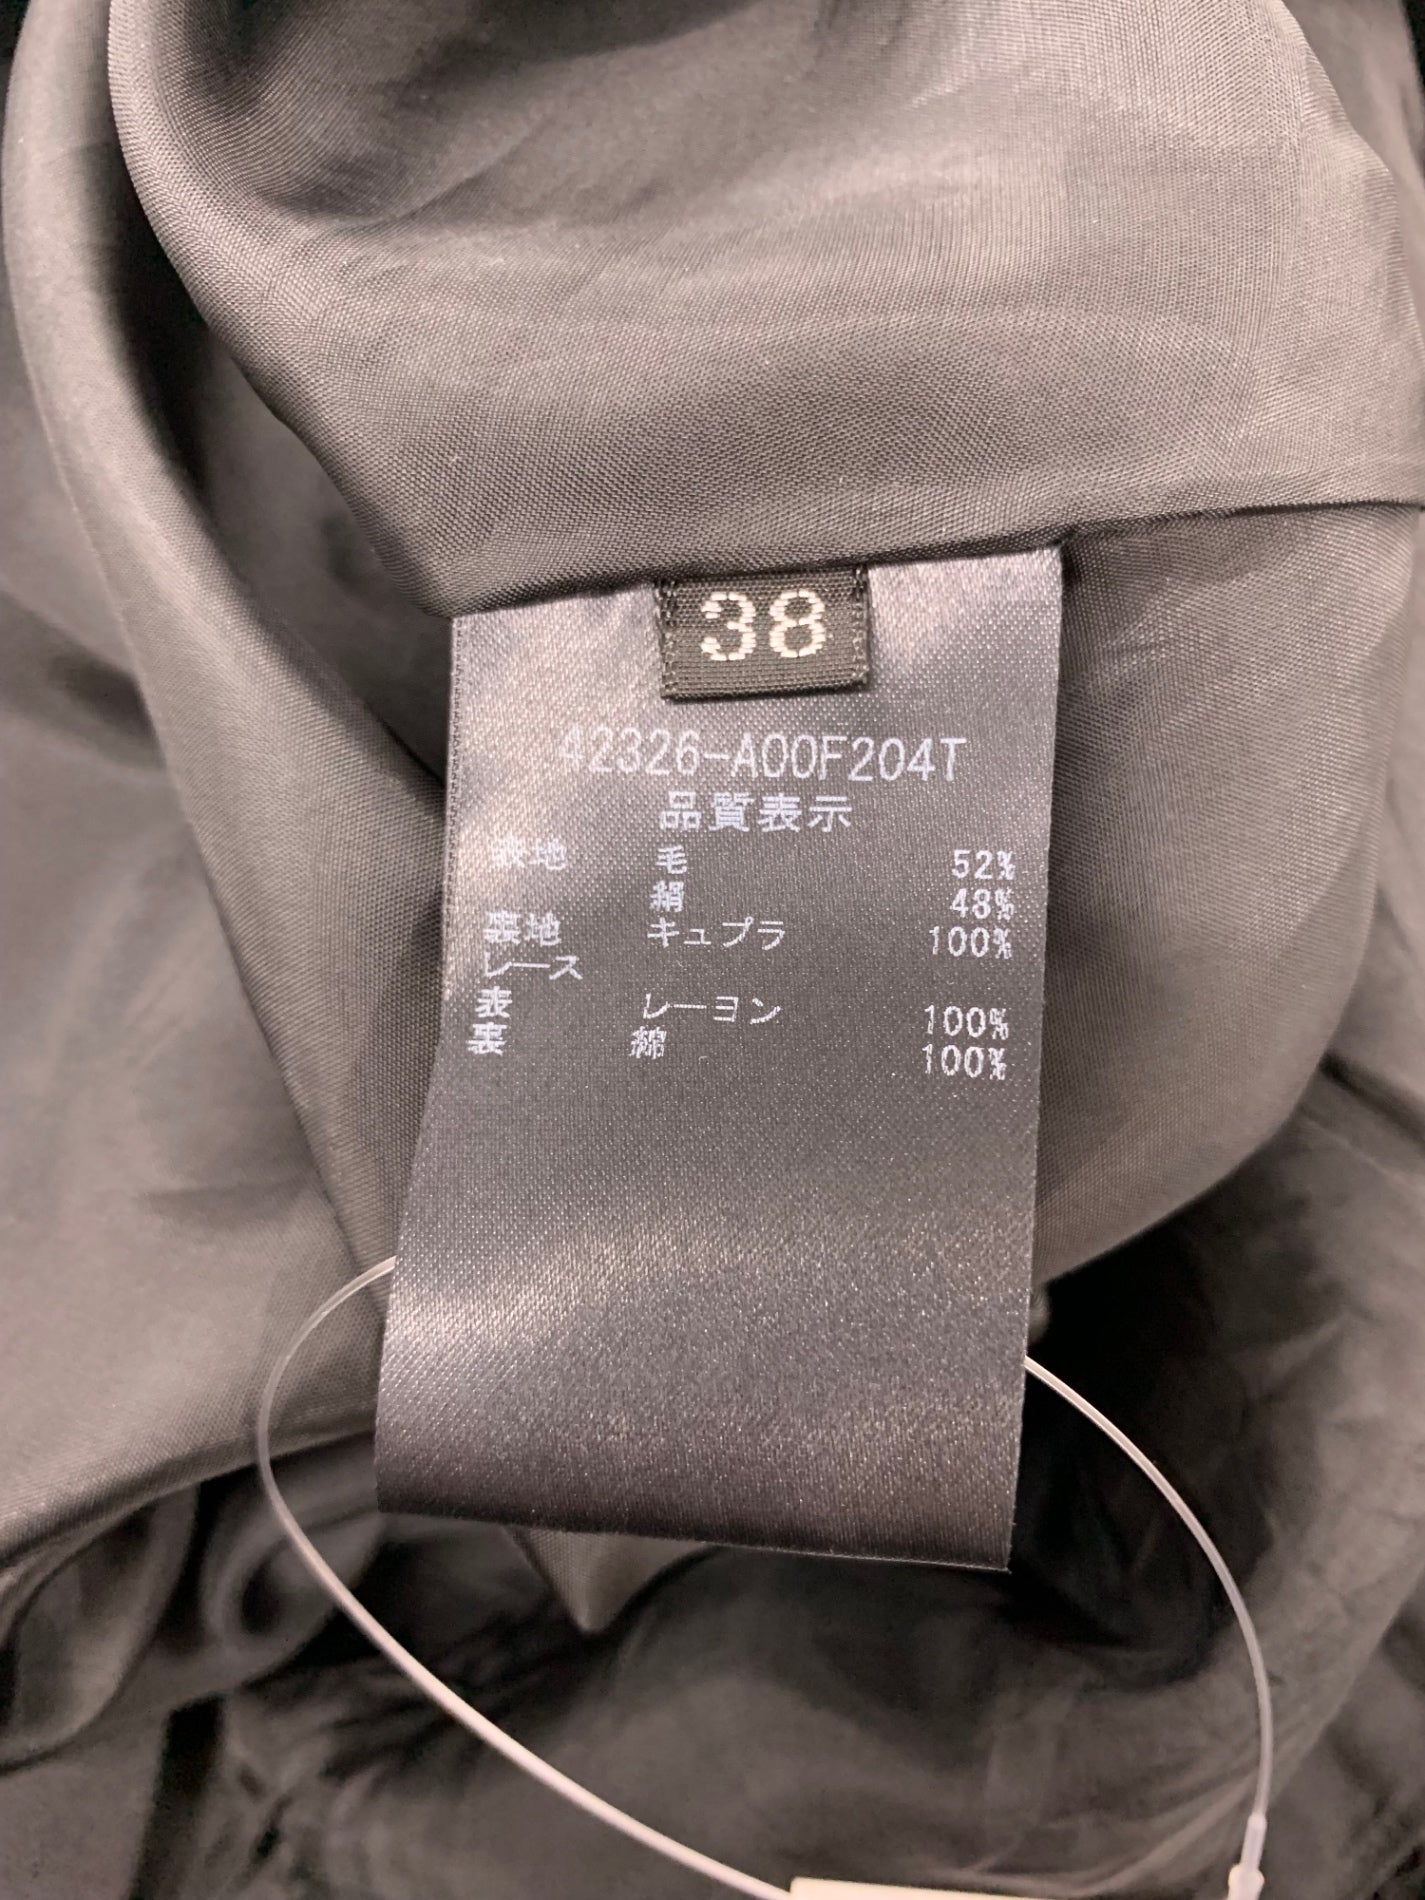 38
42326-A00F204T
品質表示
表地 毛 52%
絹 48%
裏地 キュプラ 100%
レース
表 レーヨン 100%
裏 綿 100%